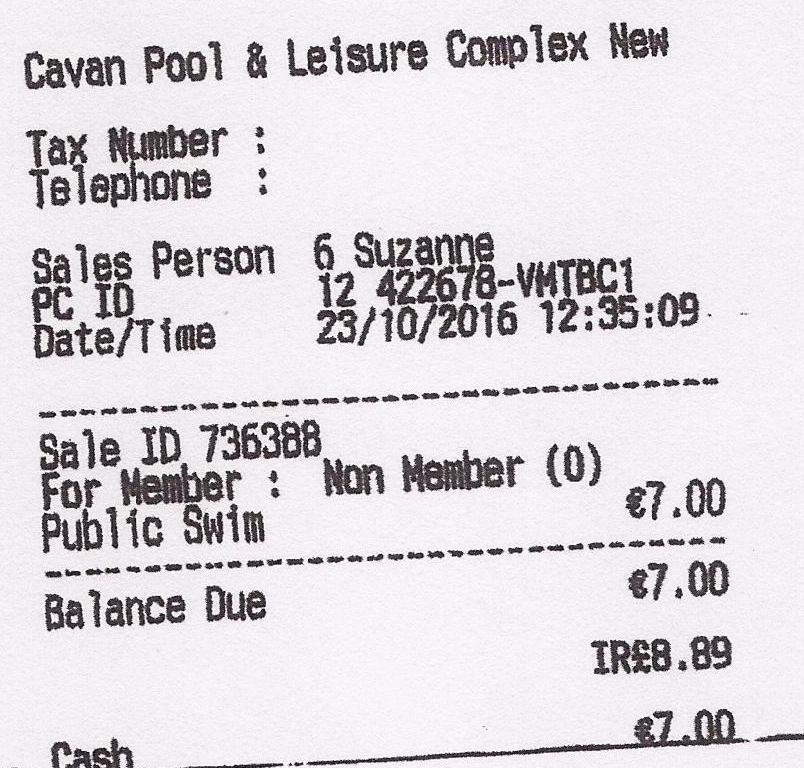 Cavan Pool & Leisure Complex New
Tax Number :
Telephone :
Sales Person 6 Suzanne
PC ID 12 422678-VMTBC1
Date/Time 23/10/2016 12:35:09
Sale ID 736388
For Member : Non Member (0)
Public Swim €7.00
Balance Due €7.00
IR£8.89
Cash €7.00